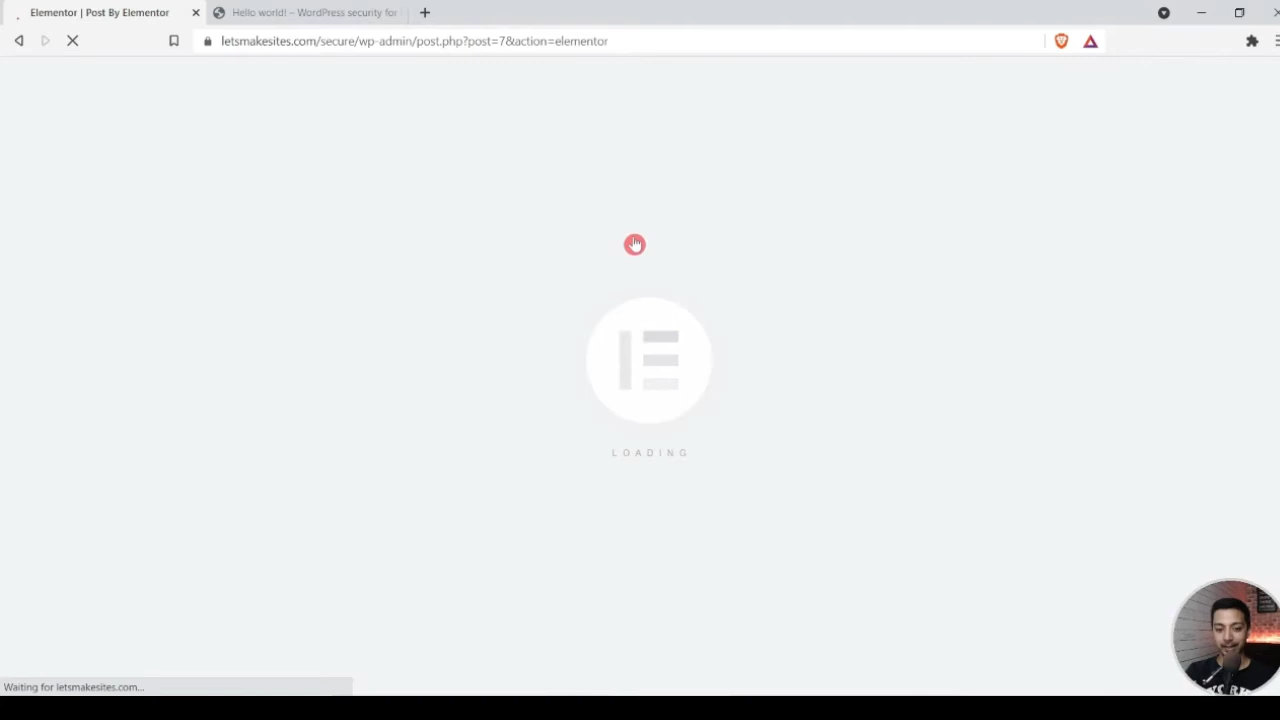 Elementor | Post By Elementor
Hello world! – WordPress security for
letsmakesites.com/secure/wp-admin/post.php?post=7&action=elementor
LOADING
Waiting for letsmakesites.com...